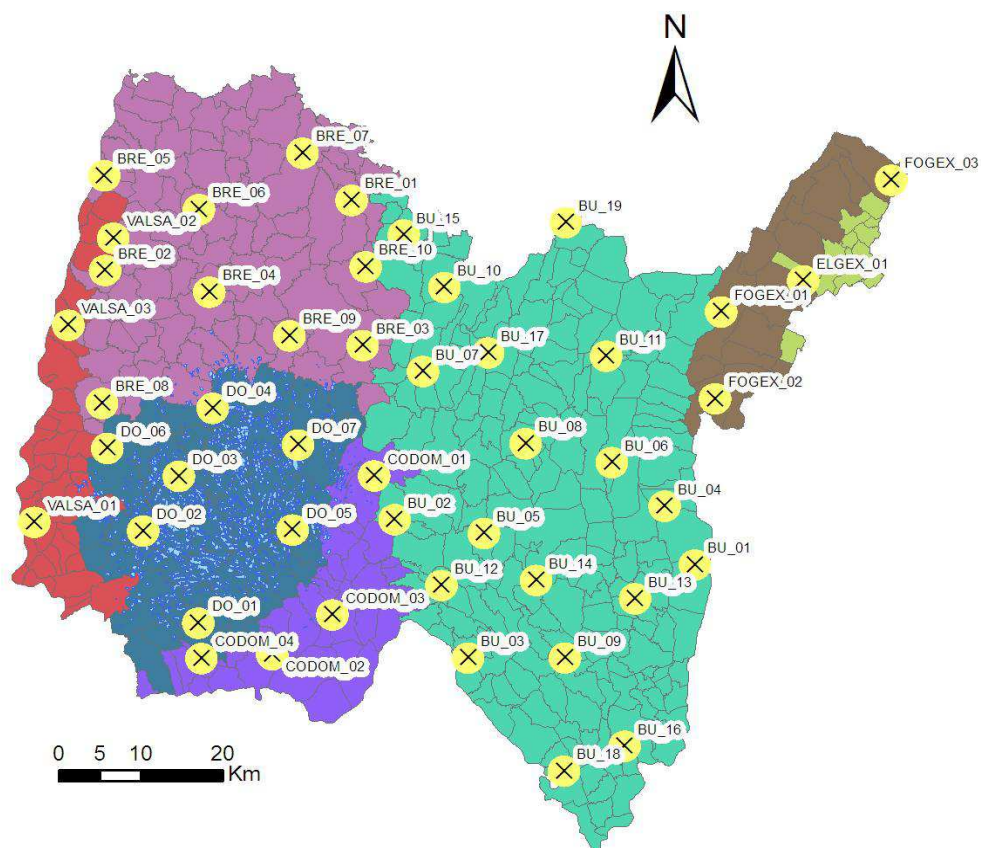 N
BRE_07
FOGEX_03
BRE_05
BRE_06
BRE_01
VALSA_02
BU_15
BU_19
BRE_02
BRE_10
BRE_04
BU_10
ELGEX_01
FOGEX_01
VALSA_03
BRE_09
BRE_03
BU_17
BU_11
BU_07
BRE_08
DO_04
FOGEX_02
DO_06
DO_07
BU_08
DO_03
CODOM_01
BU_06
BU_04
VALSA_01
DO_02
DO_05
BU_02
BU_05
BU_01
BU_12
BU_14
BU_13
DO_01
CODOM_03
CODOM_04
CODOM_02
BU_03
BU_09
BU_16
BU_18
0 5 10 20
Km